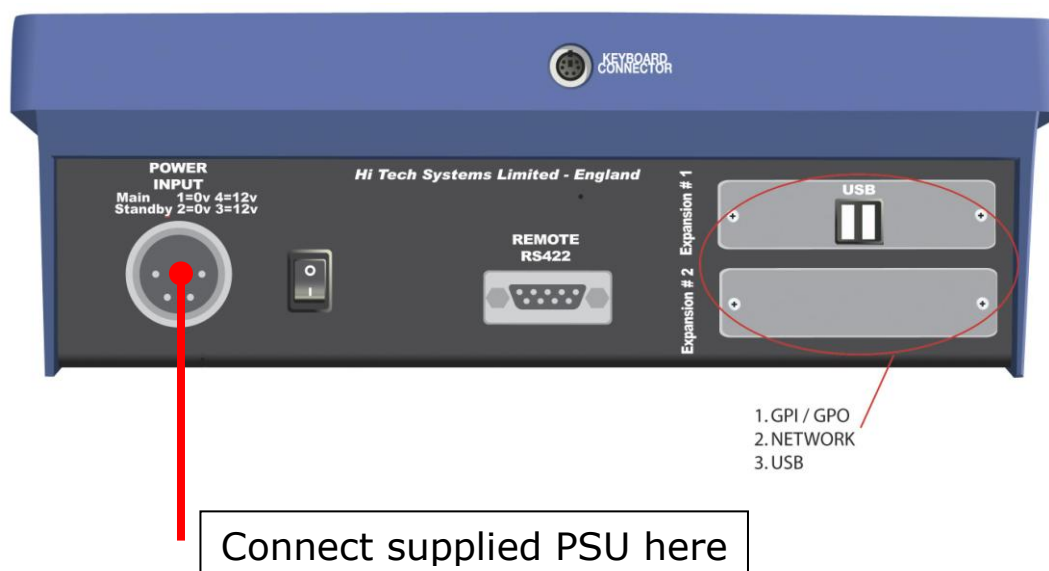 KEYBOARD
CONNECTOR
POWER
INPUT
Main 1=0v 4=12v
Standby 2=0v 3=12v
Hi Tech Systems Limited - England
O
I
REMOTE
RS422
Expansion # 1
USB
Expansion # 2
1. GPI / GPO
2. NETWORK
3. USB
Connect supplied PSU here